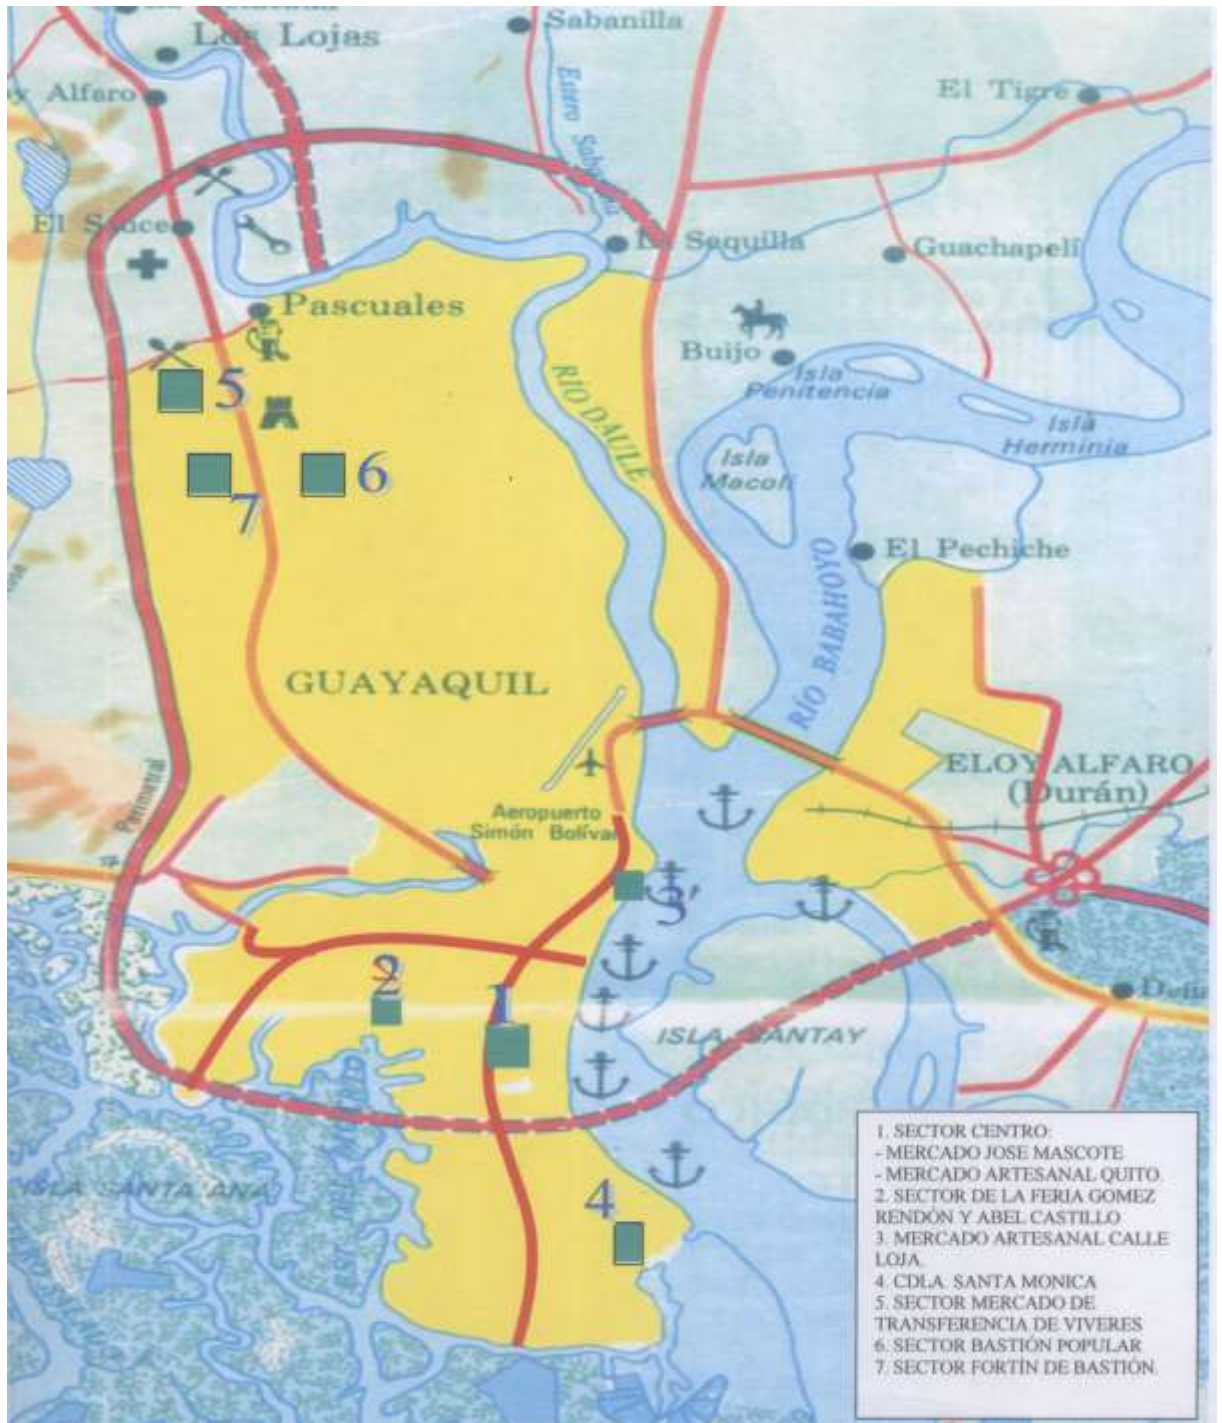 Sabanilla
Los Lojas
Alfaro
El Tigre
Estero Sabanilla
El Sauce
La Saquilla
Guachapelí
Pascuales
Buijo
Isla
Penitencia
RIO DAULE
5
Isla
Herminia
Isla
Macolí
6
7
El Pechiche
RÍO BABAHOYO
GUAYAQUIL
Perimetral
ELOY ALFARO
(Durán)
Aeropuerto
Simón Bolívar
3'
2
1
ISLA SANTAY
ISLA SANTA ANA
4
1. SECTOR CENTRO:
- MERCADO JOSE MASCOTE
- MERCADO ARTESANAL QUITO.
2. SECTOR DE LA FERIA GOMEZ
RENDÓN Y ABEL CASTILLO
3. MERCADO ARTESANAL CALLE
LOJA.
4. CDLA. SANTA MONICA
5. SECTOR MERCADO DE
TRANSFERENCIA DE VIVERES
6. SECTOR BASTIÓN POPULAR
7. SECTOR FORTÍN DE BASTIÓN.